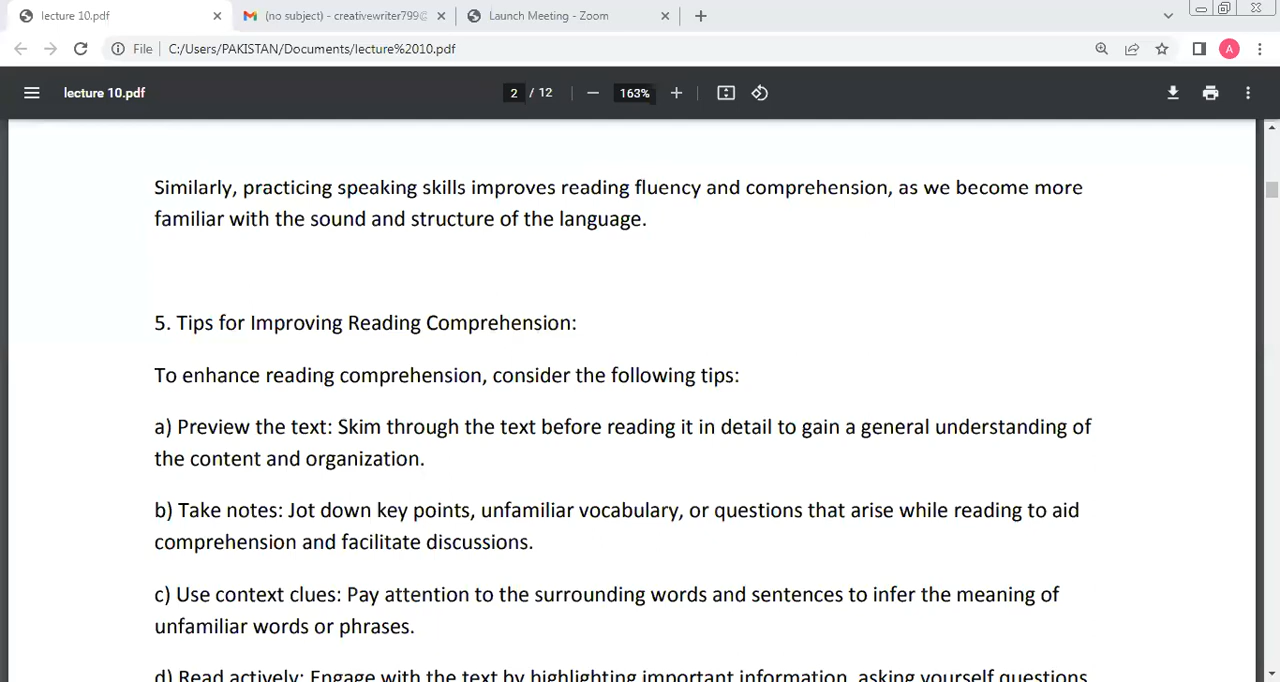 lecture 10.pdf
(no subject) - creativewriter799@
Launch Meeting - Zoom
File
C:/Users/PAKISTAN/Documents/lecture%2010.pdf
A
lecture 10.pdf
2 / 12
163%
Similarly, practicing speaking skills improves reading fluency and comprehension, as we become more
familiar with the sound and structure of the language.
5. Tips for Improving Reading Comprehension:
To enhance reading comprehension, consider the following tips:
a) Preview the text: Skim through the text before reading it in detail to gain a general understanding of
the content and organization.
b) Take notes: Jot down key points, unfamiliar vocabulary, or questions that arise while reading to aid
comprehension and facilitate discussions.
c) Use context clues: Pay attention to the surrounding words and sentences to infer the meaning of
unfamiliar words or phrases.
d) Read actively: Engage with the text by highlighting important information, asking yourself questions